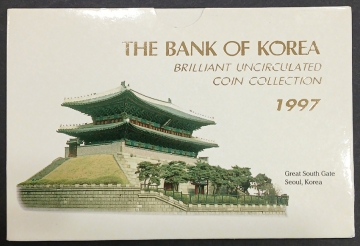 THE BANK OF KOREA
BRILLIANT UNCIRCULATED
COIN COLLECTION
1997
Great South Gate
Seoul, Korea